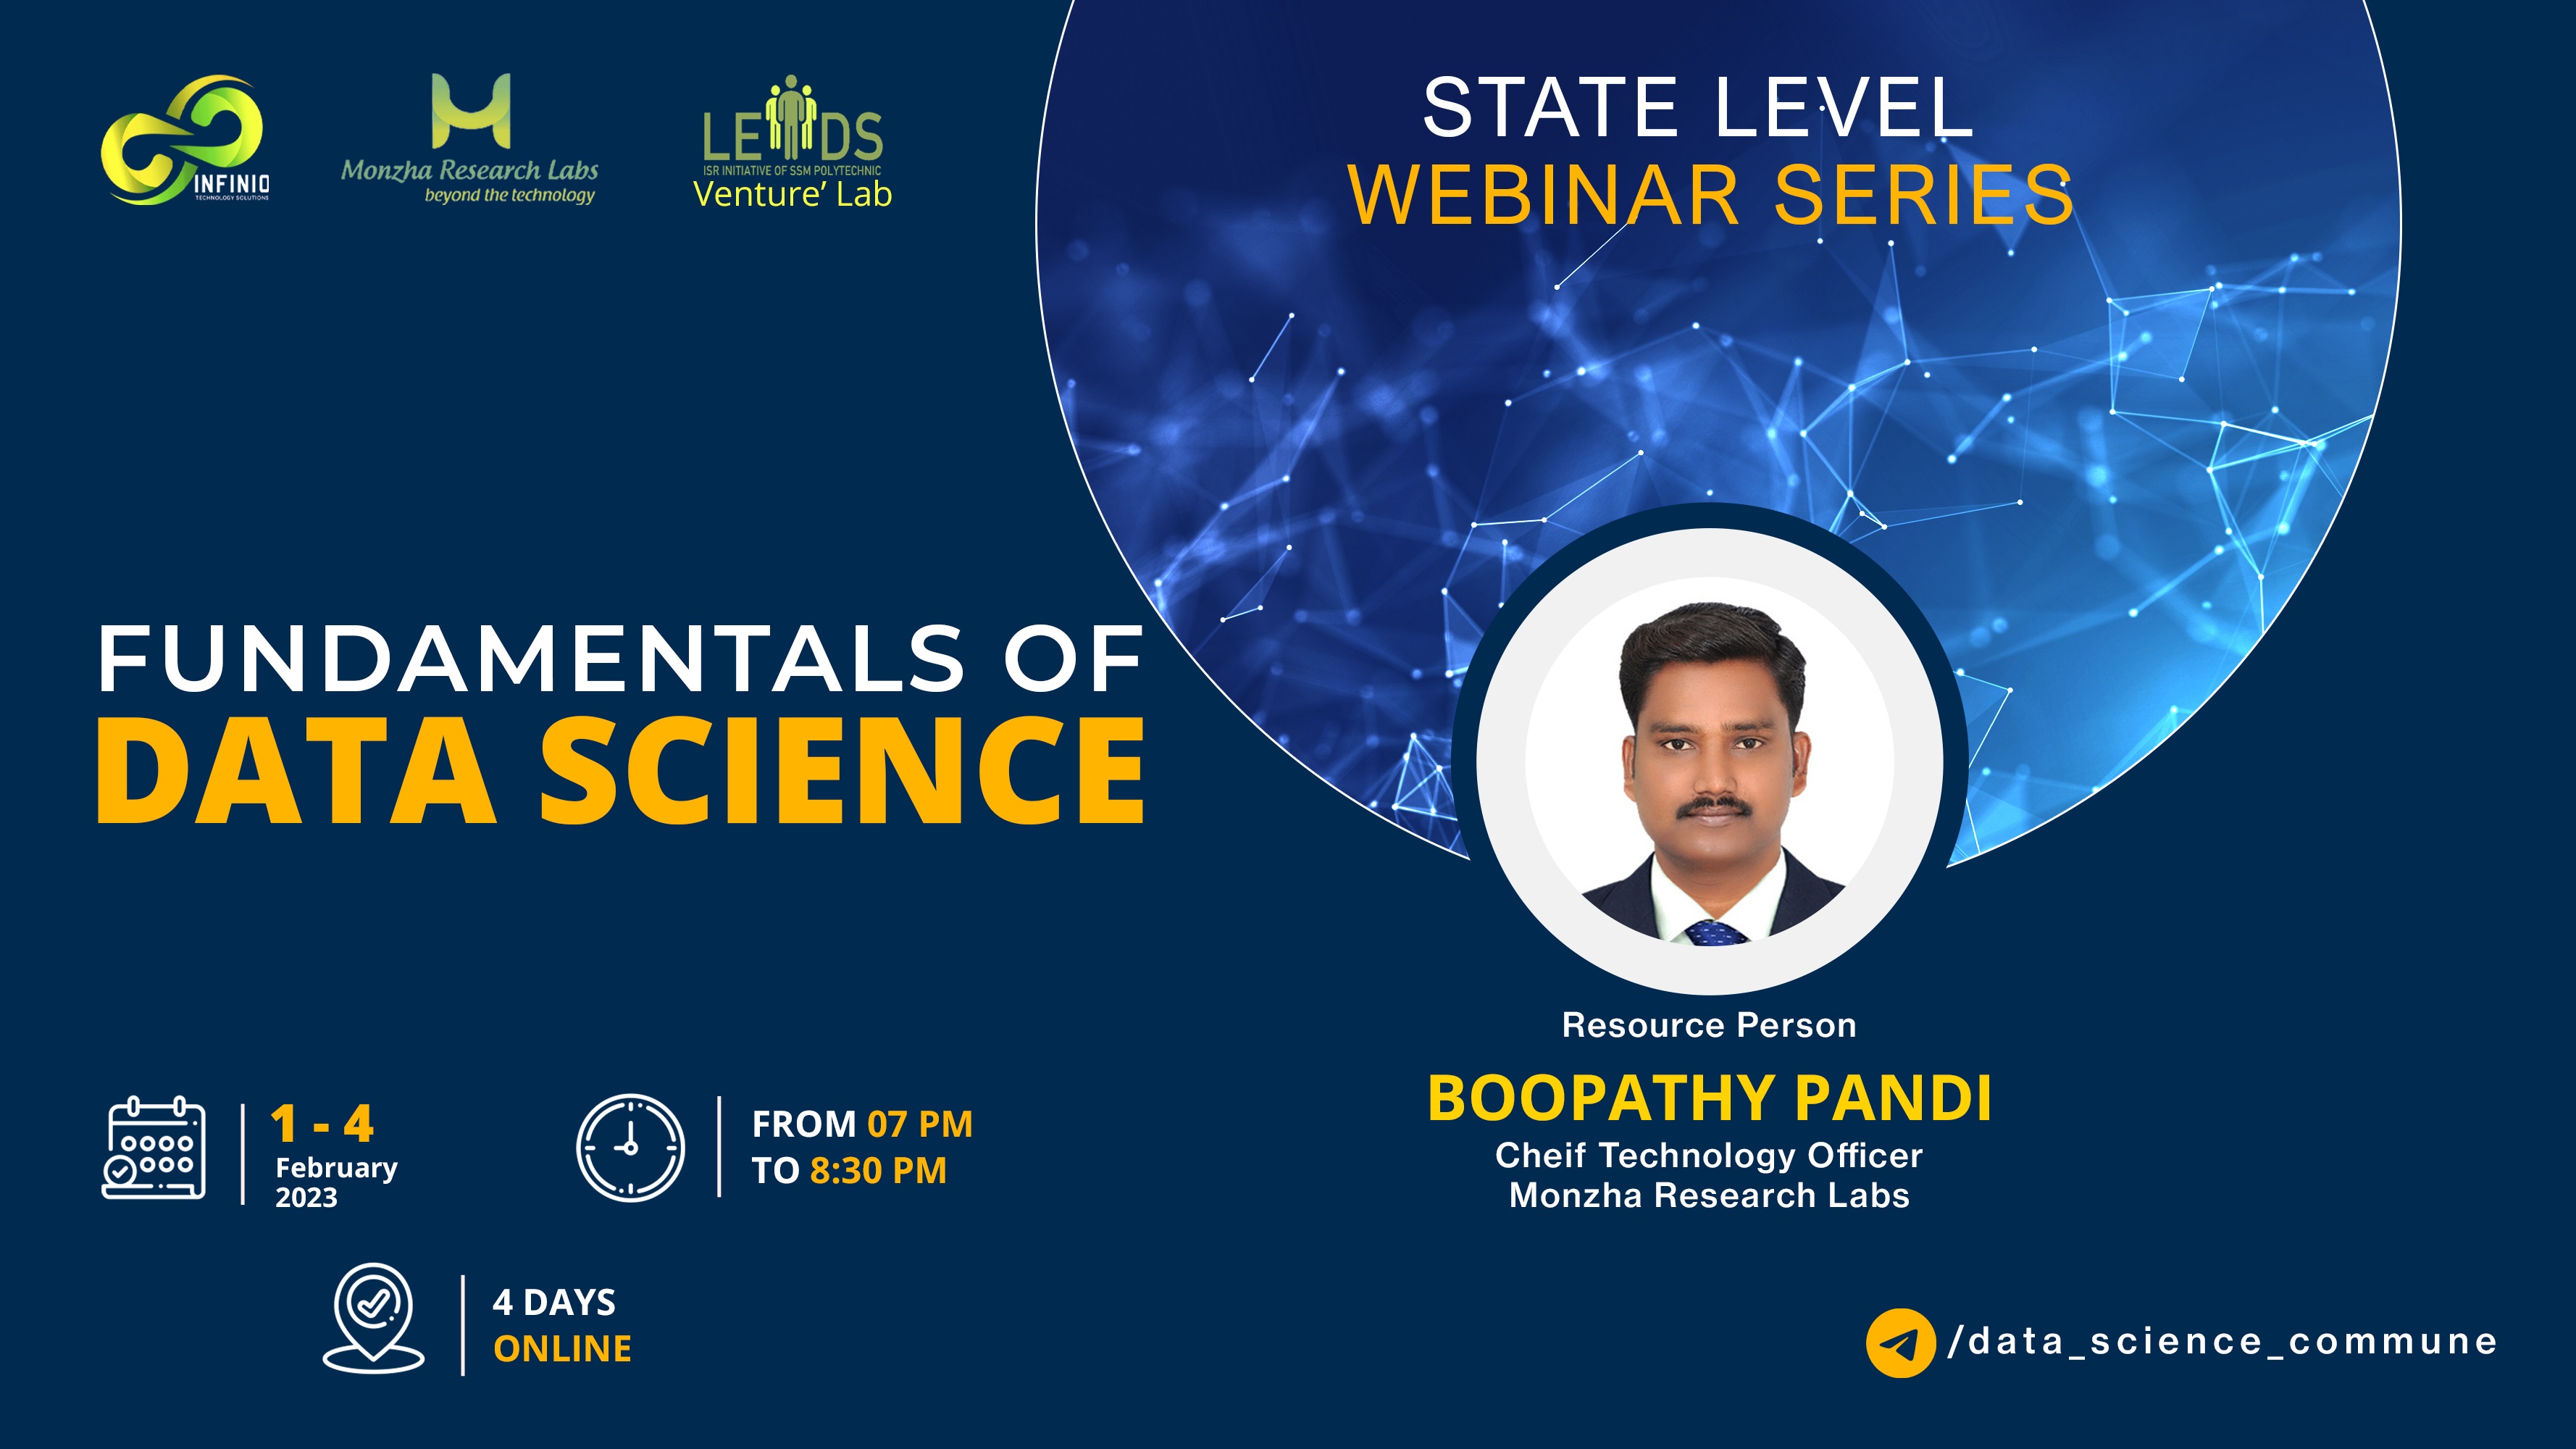 INFINIO
TECHNOLOGY SOLUTIONS
Monzha Research Labs
beyond the technology
LEADS
ISR INITIATIVE OF SSM POLYTECHNIC
Venture’ Lab
STATE LEVEL
WEBINAR SERIES
FUNDAMENTALS OF
DATA SCIENCE
Resource Person
BOOPATHY PANDI
Cheif Technology Officer
Monzha Research Labs
1 - 4
February
2023
FROM 07 PM
TO 8:30 PM
4 DAYS
ONLINE
/data_science_commune